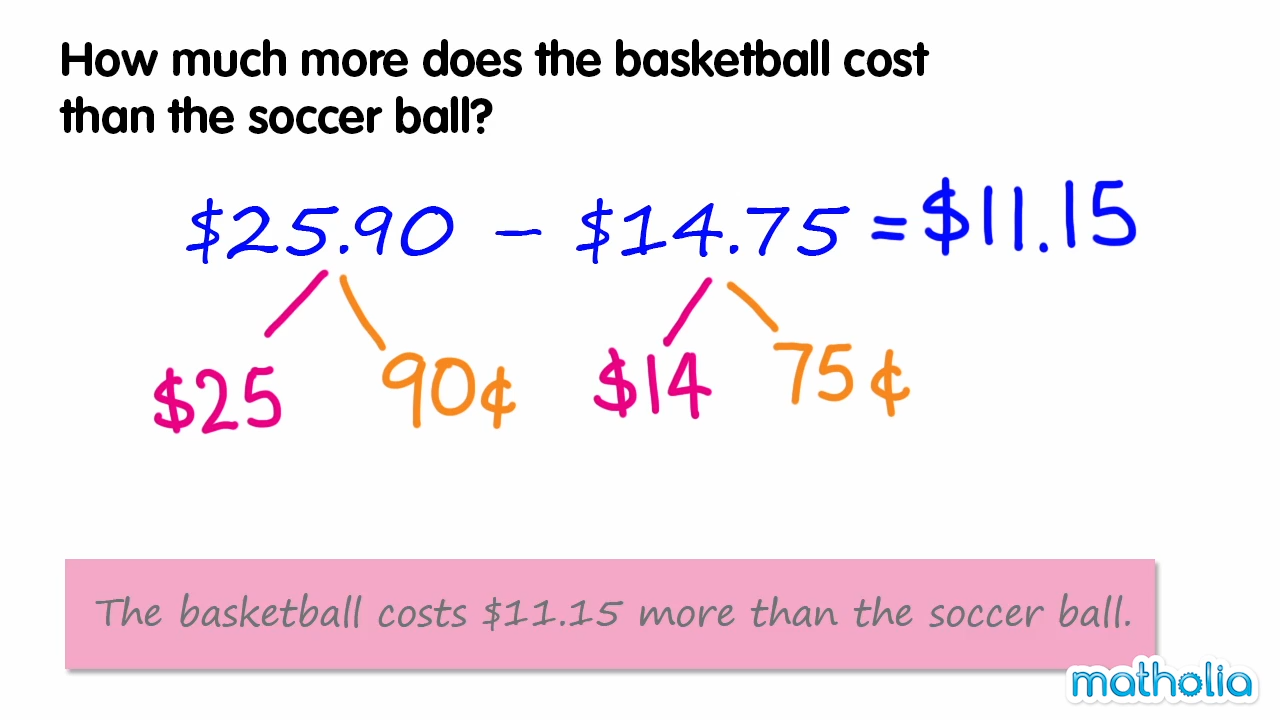 How much more does the basketball cost
than the soccer ball?
$25.90 – $14.75 = $11.15
$25 90¢ $14 75¢
The basketball costs $11.15 more than the soccer ball.
matholia